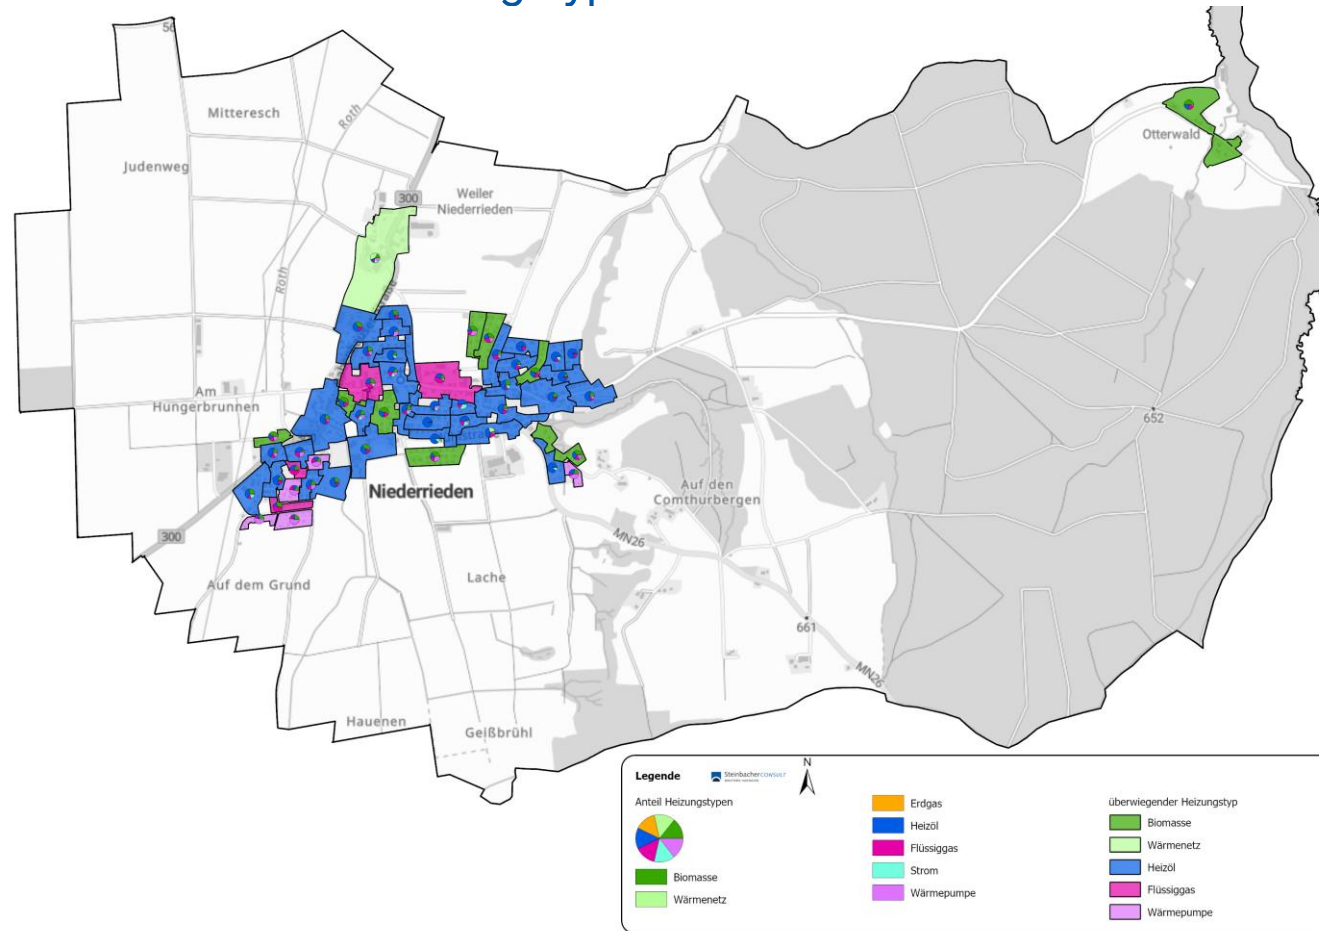 Mitteresch
Roth
Judenweg
300
Weiler
Niederrieden
Otterwald
Roth
Am
Hungerbrunnen
652
Niederrieden
Auf den
Comthurbergen
300
MN26
Auf dem Grund
Lache
661
MN26
Hauenen
Geißbrühl
N
Legende
SteinbacherCONSULT
Anteil Heizungstypen
Biomasse
Wärmenetz
Erdgas
Heizöl
Flüssiggas
Strom
Wärmepumpe
überwiegender Heizungstyp
Biomasse
Wärmenetz
Heizöl
Flüssiggas
Wärmepumpe